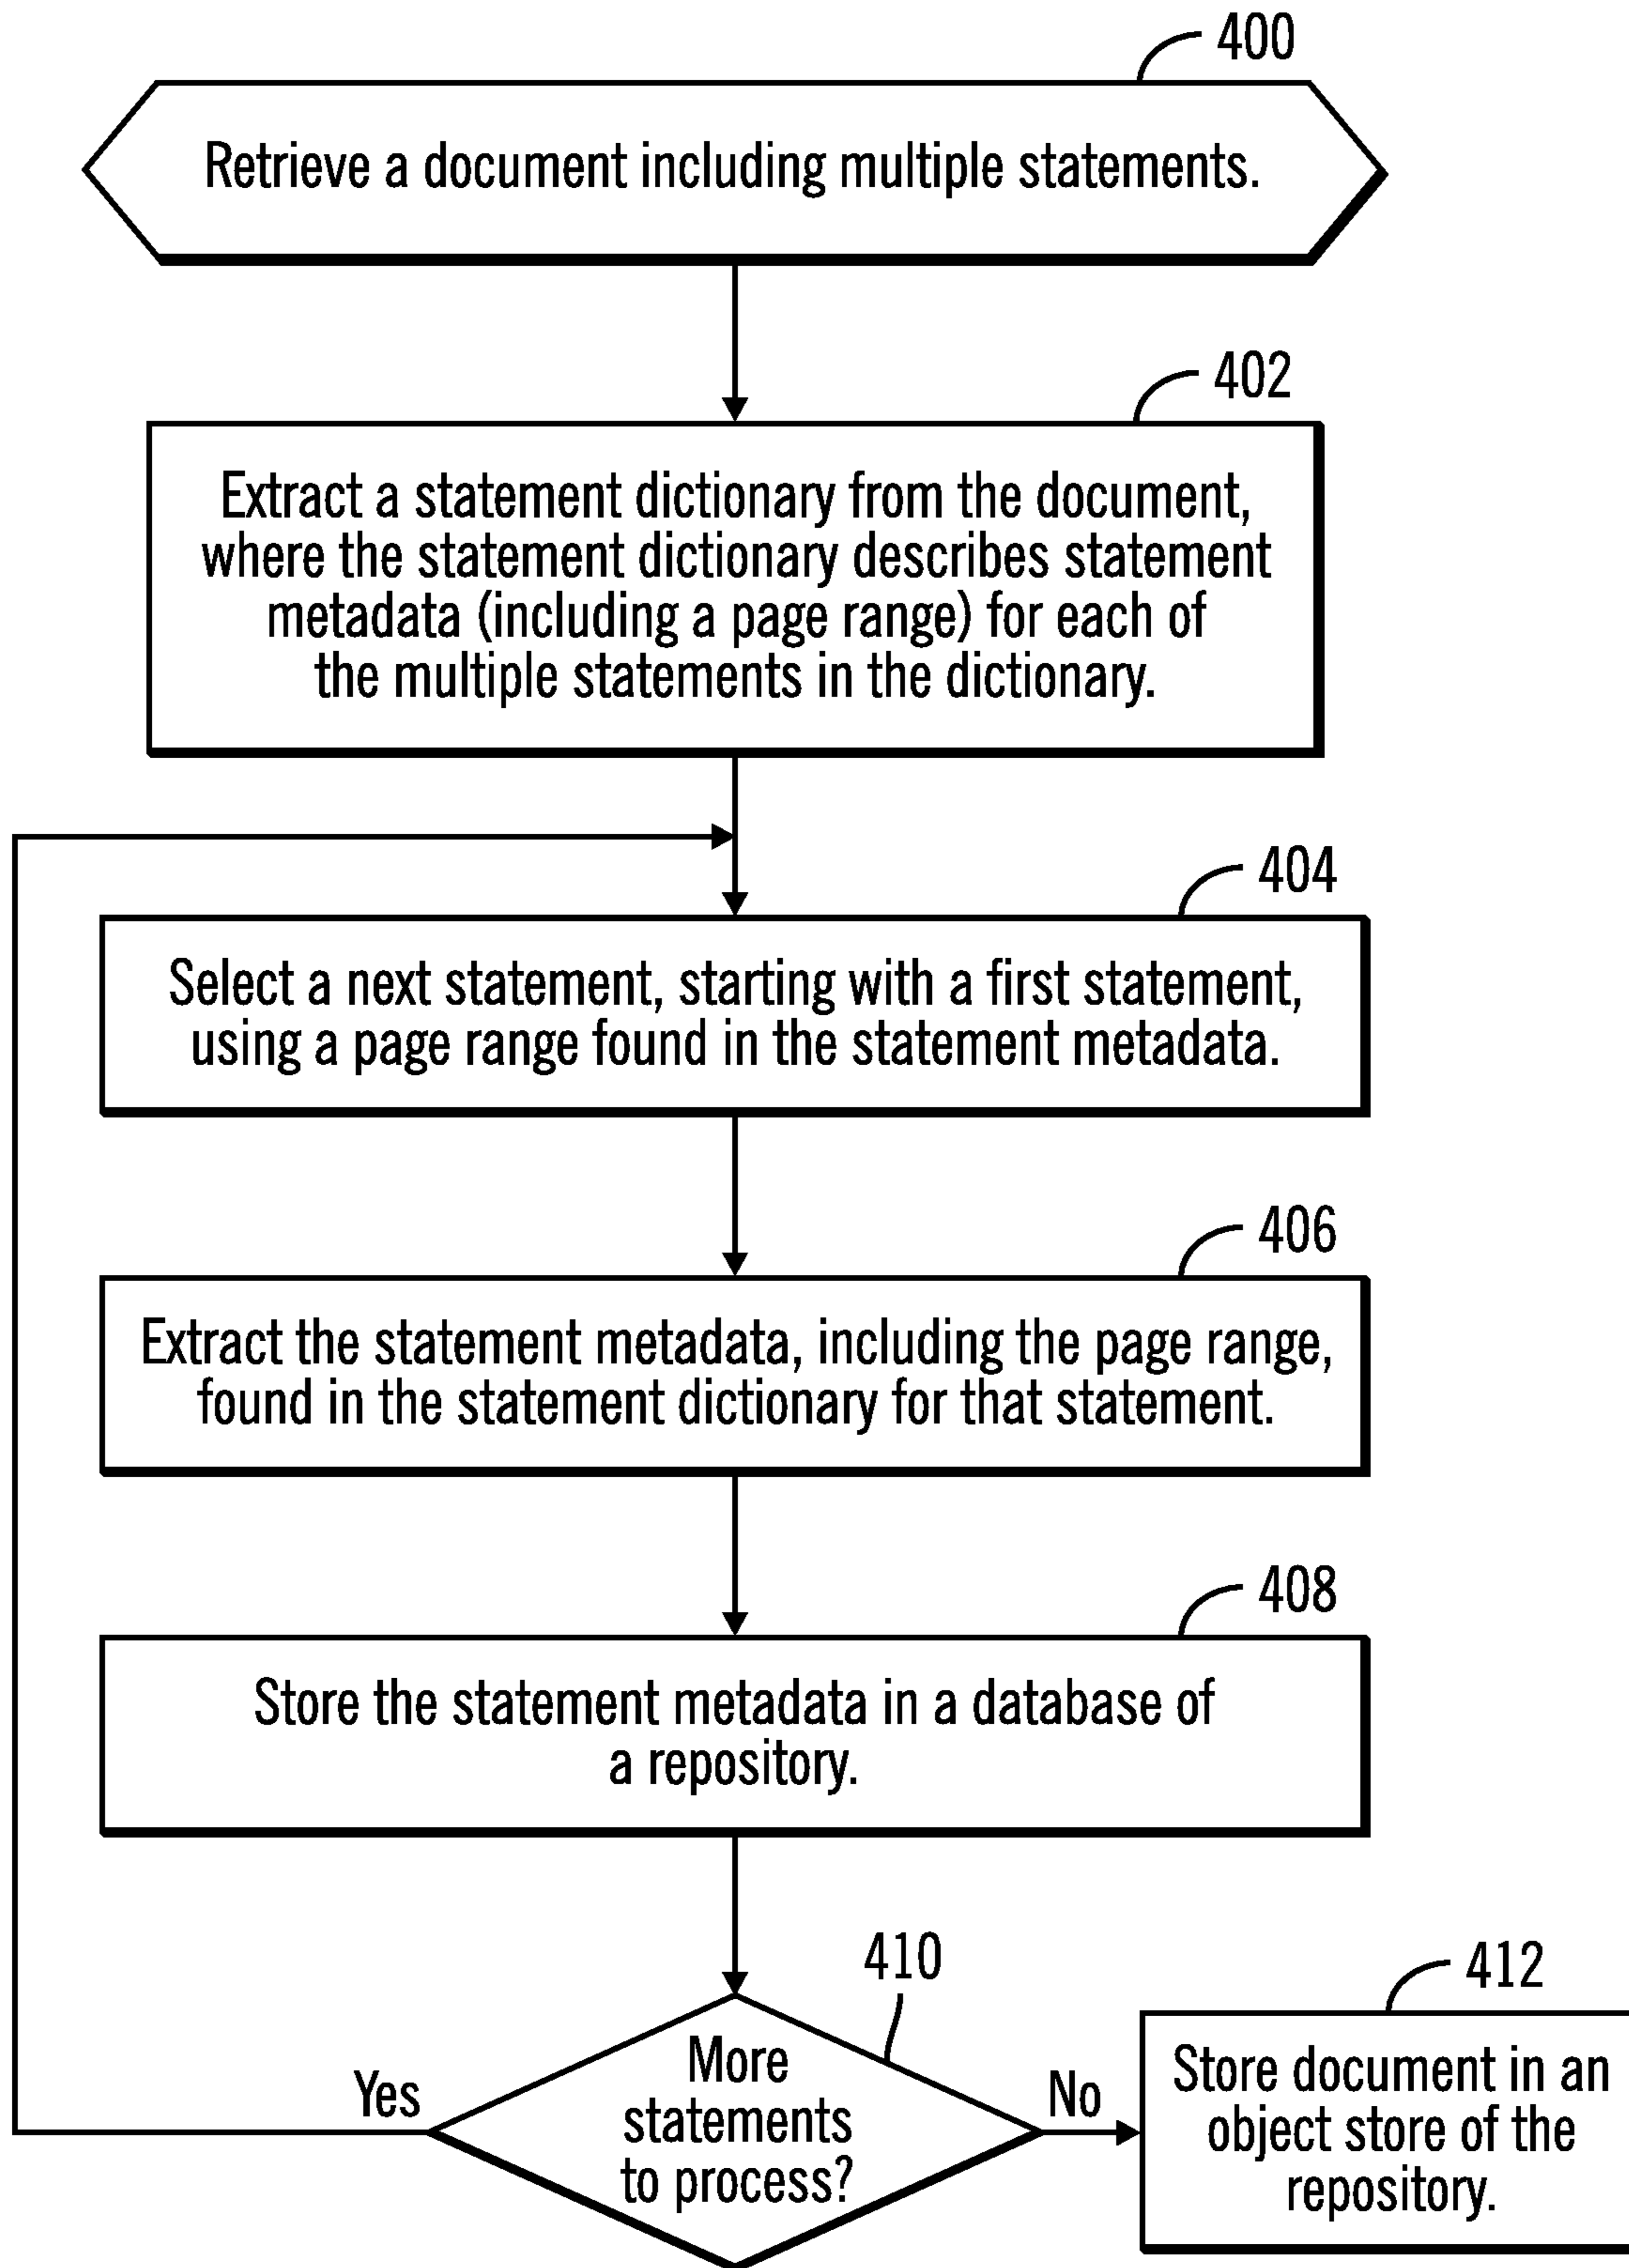 400
Retrieve a document including multiple statements.
402
Extract a statement dictionary from the document,
where the statement dictionary describes statement
metadata (including a page range) for each of
the multiple statements in the dictionary.
404
Select a next statement, starting with a first statement,
using a page range found in the statement metadata.
406
Extract the statement metadata, including the page range,
found in the statement dictionary for that statement.
408
Store the statement metadata in a database of
a repository.
410
More
statements
to process?
Yes
No
412
Store document in an
object store of the
repository.